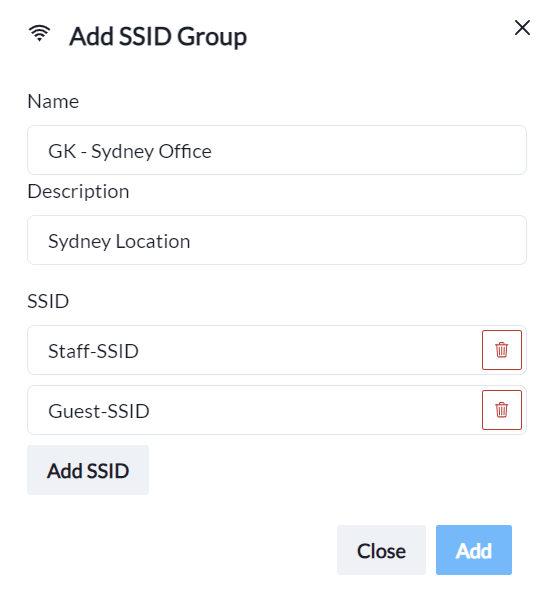 Add SSID Group
Name
GK - Sydney Office
Description
Sydney Location
SSID
Staff-SSID
Guest-SSID
Add SSID
Close
Add